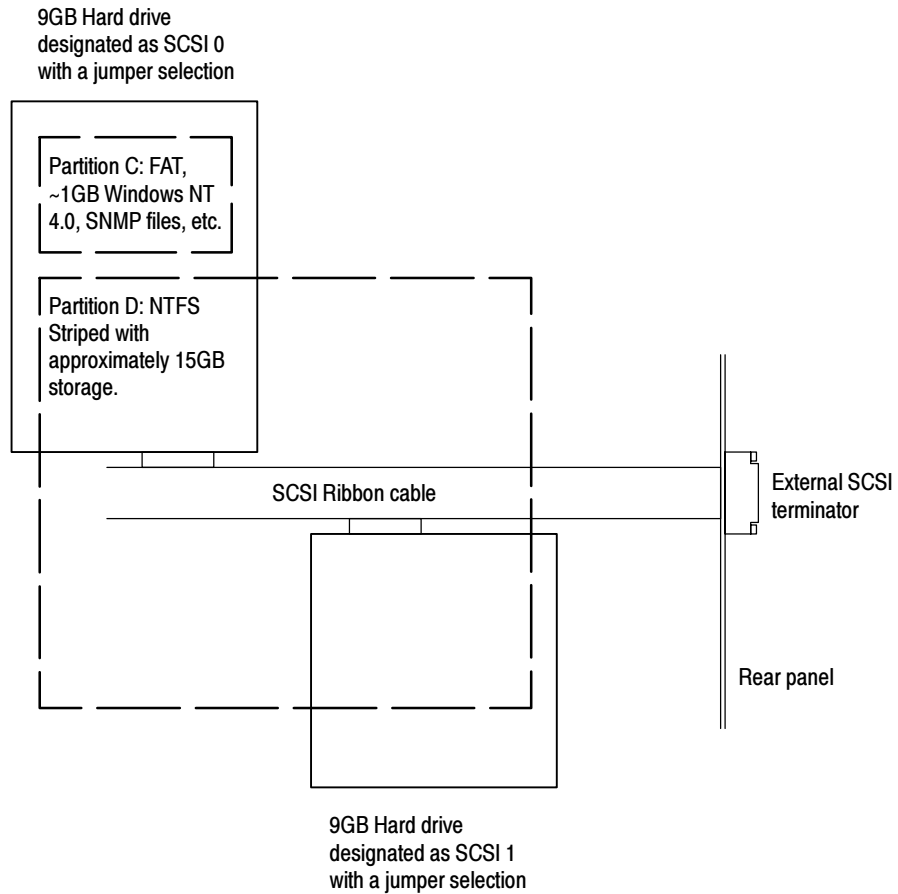 9GB Hard drive
designated as SCSI 0
with a jumper selection
Partition C: FAT,
~1GB Windows NT
4.0, SNMP files, etc.
Partition D: NTFS
Striped with
approximately 15GB
storage.
SCSI Ribbon cable
External SCSI
terminator
Rear panel
9GB Hard drive
designated as SCSI 1
with a jumper selection